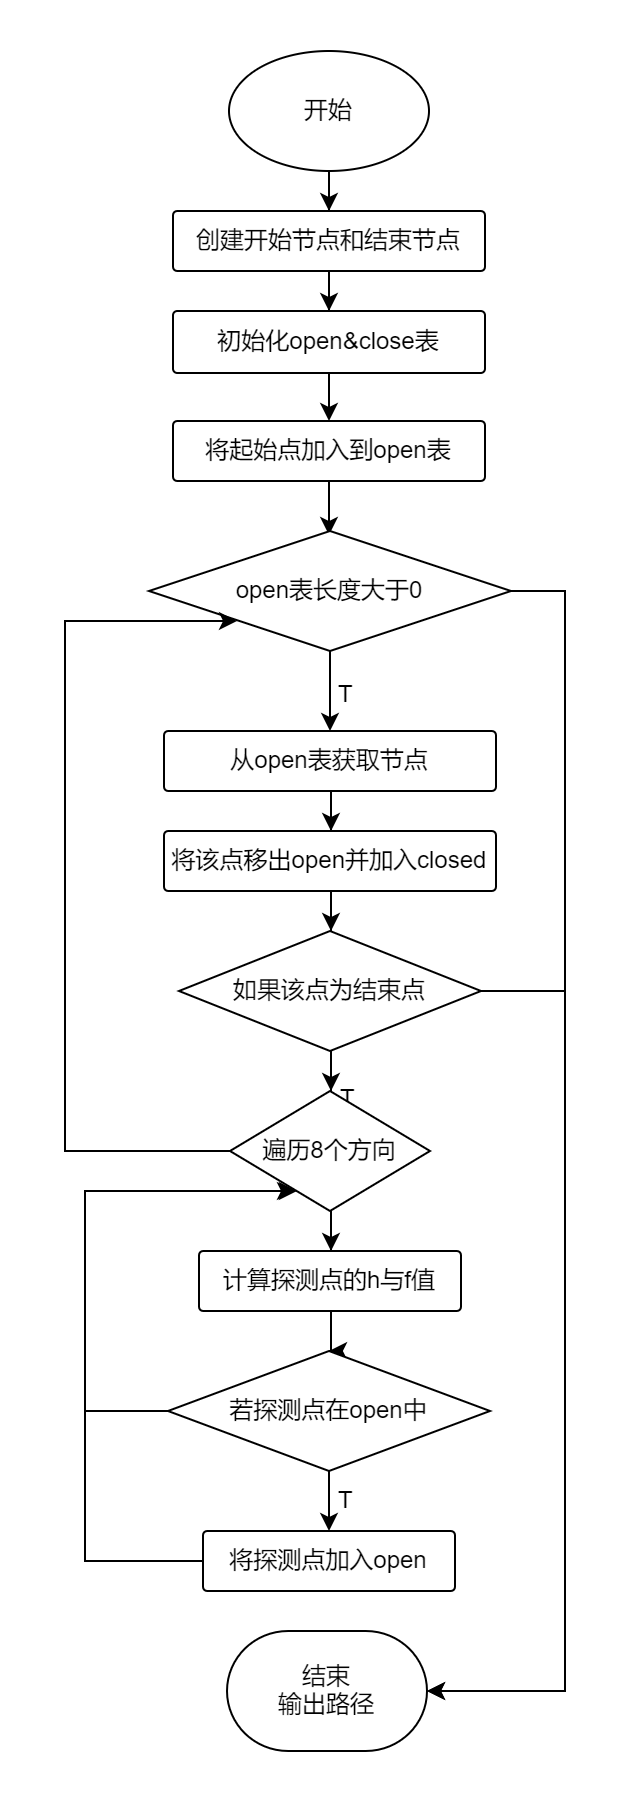 开始
创建开始节点和结束节点
初始化open&close表
将起始点加入到open表
open表长度大于0
T
从open表获取节点
将该点移出open并加入closed
如果该点为结束点
T
遍历8个方向
计算探测点的h与f值
若探测点在open中
T
将探测点加入open
结束
输出路径